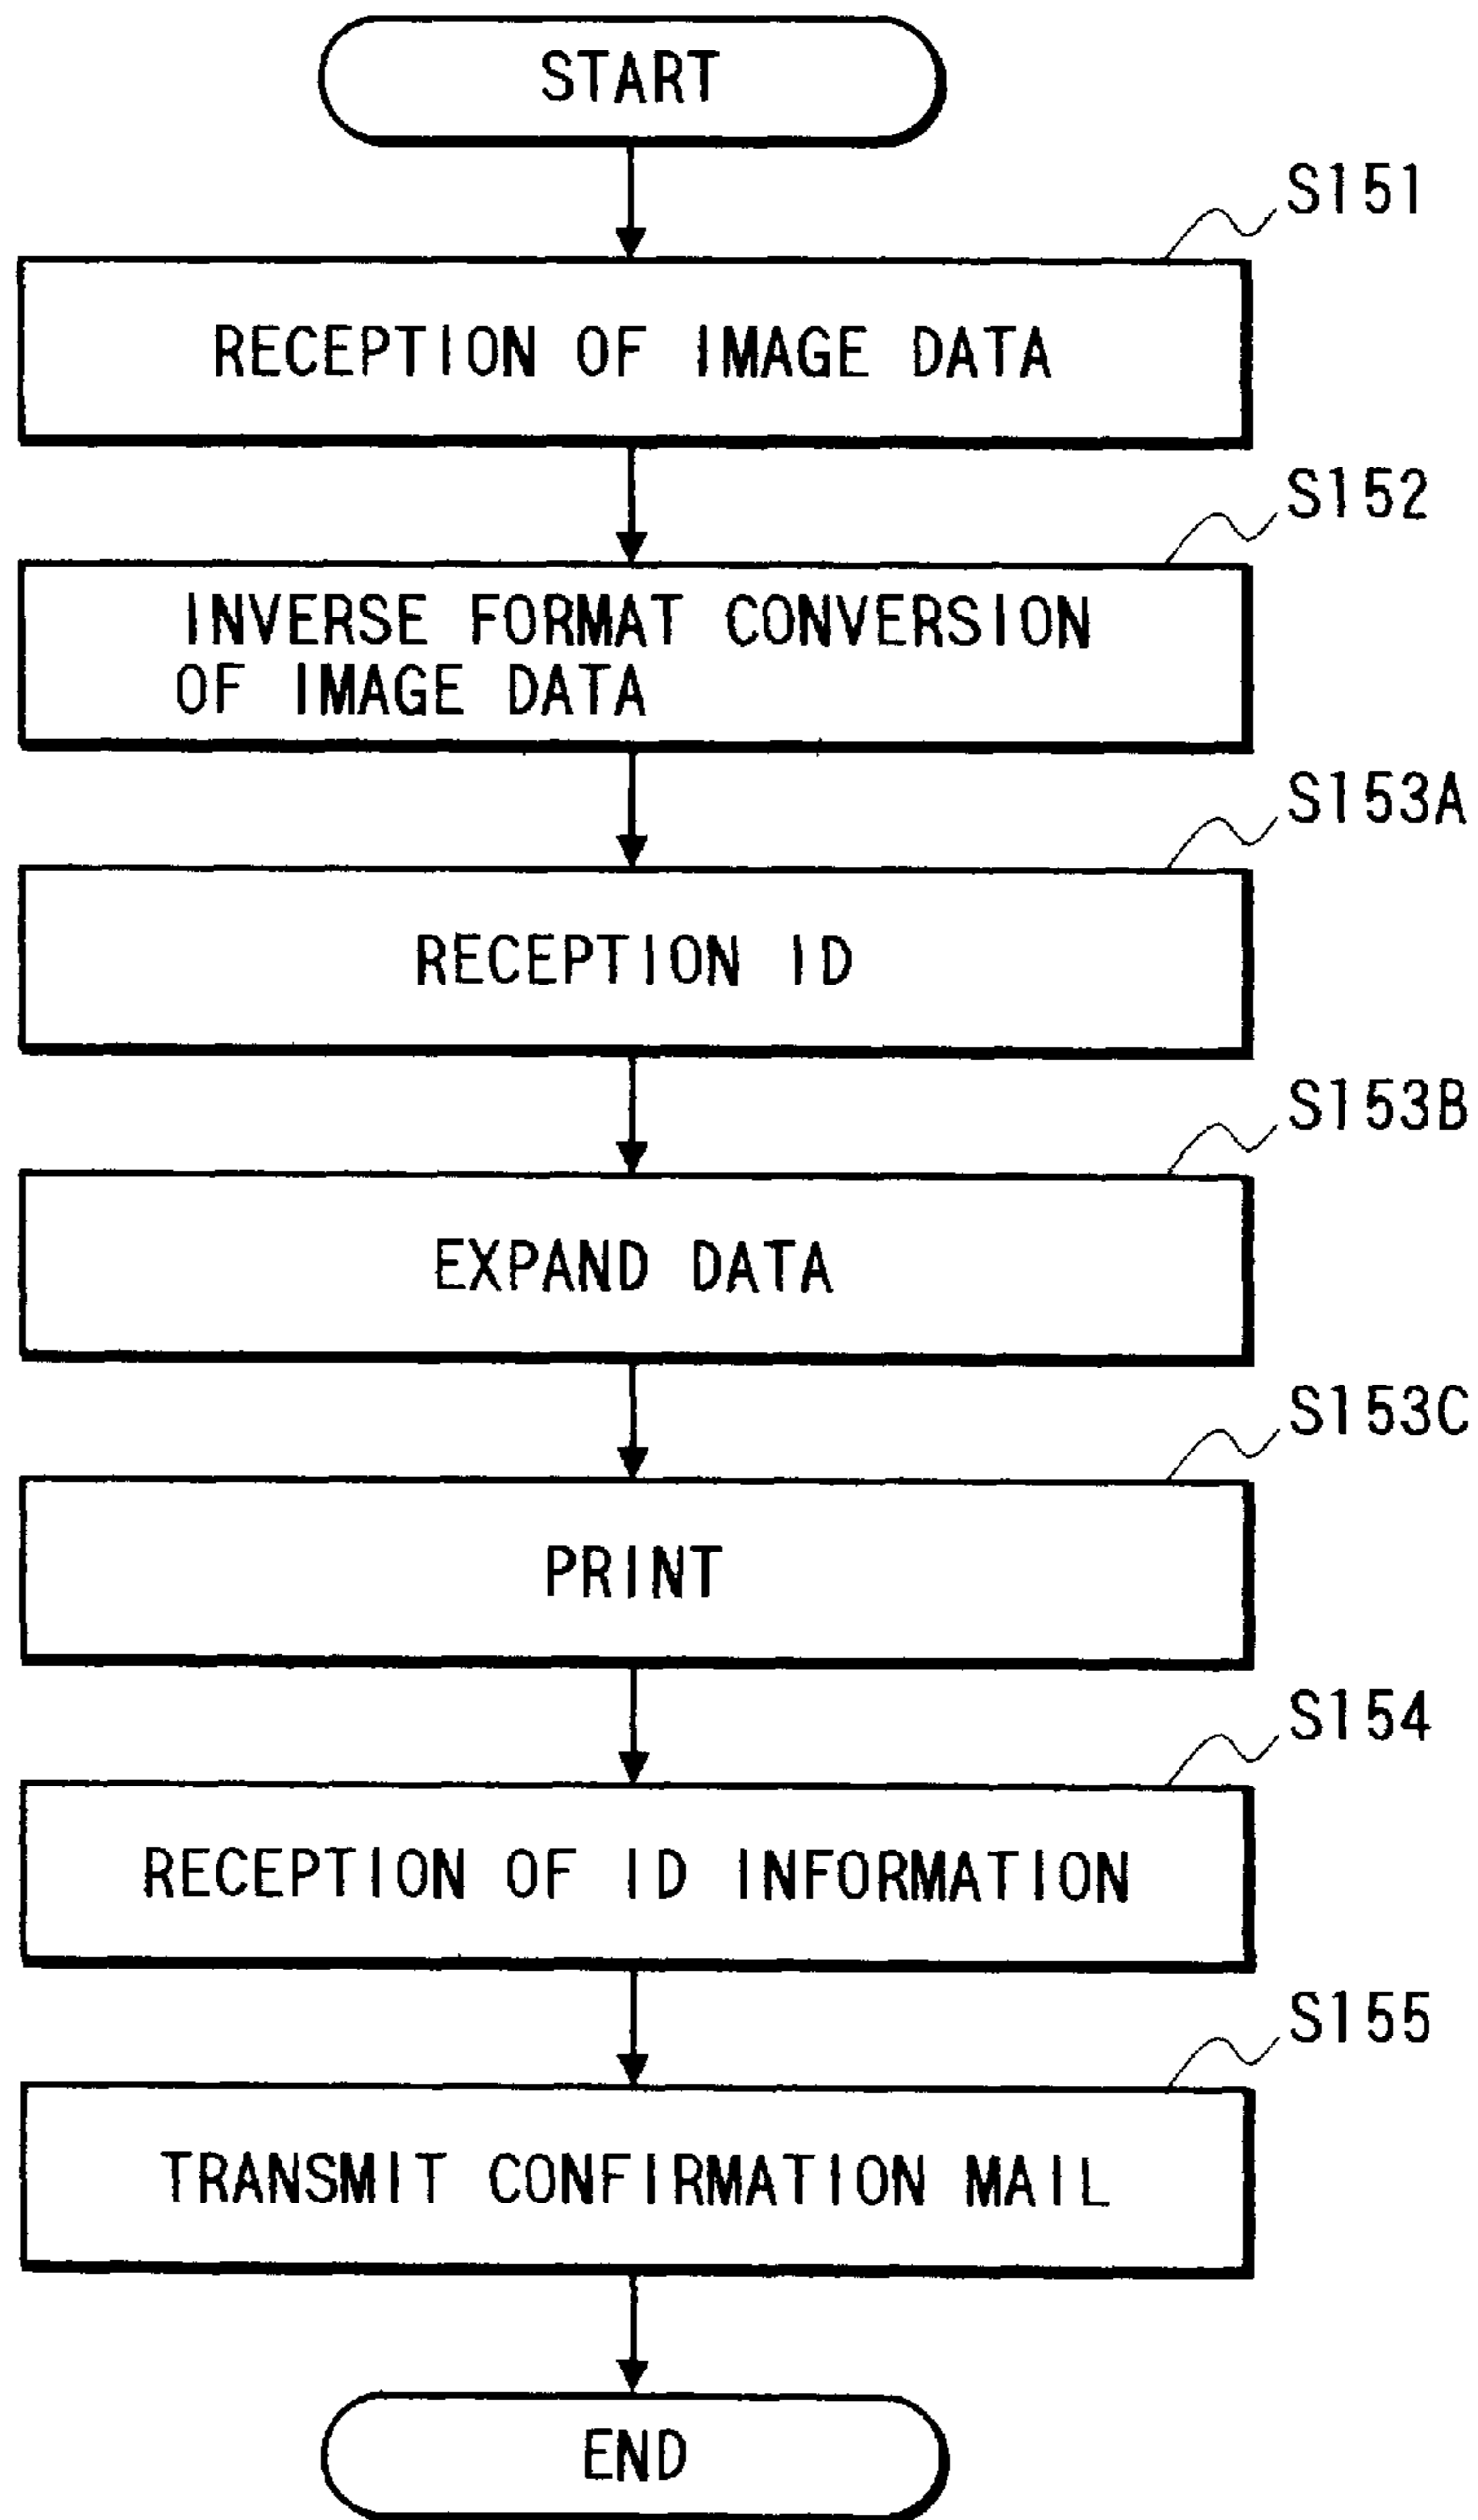 START
S151
RECEPTION OF IMAGE DATA
S152
INVERSE FORMAT CONVERSION
OF IMAGE DATA
S153A
RECEPTION ID
S153B
EXPAND DATA
S153C
PRINT
S154
RECEPTION OF ID INFORMATION
S155
TRANSMIT CONFIRMATION MAIL
END